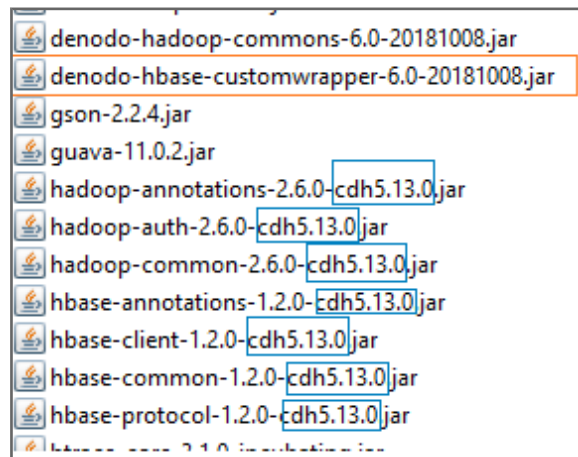 denodo-hadoop-commons-6.0-20181008.jar
denodo-hbase-customwrapper-6.0-20181008.jar
gson-2.2.4.jar
guava-11.0.2.jar
hadoop-annotations-2.6.0-cdh5.13.0.jar
hadoop-auth-2.6.0-cdh5.13.0.jar
hadoop-common-2.6.0-cdh5.13.0.jar
hbase-annotations-1.2.0-cdh5.13.0.jar
hbase-client-1.2.0-cdh5.13.0.jar
hbase-common-1.2.0-cdh5.13.0.jar
hbase-protocol-1.2.0-cdh5.13.0.jar